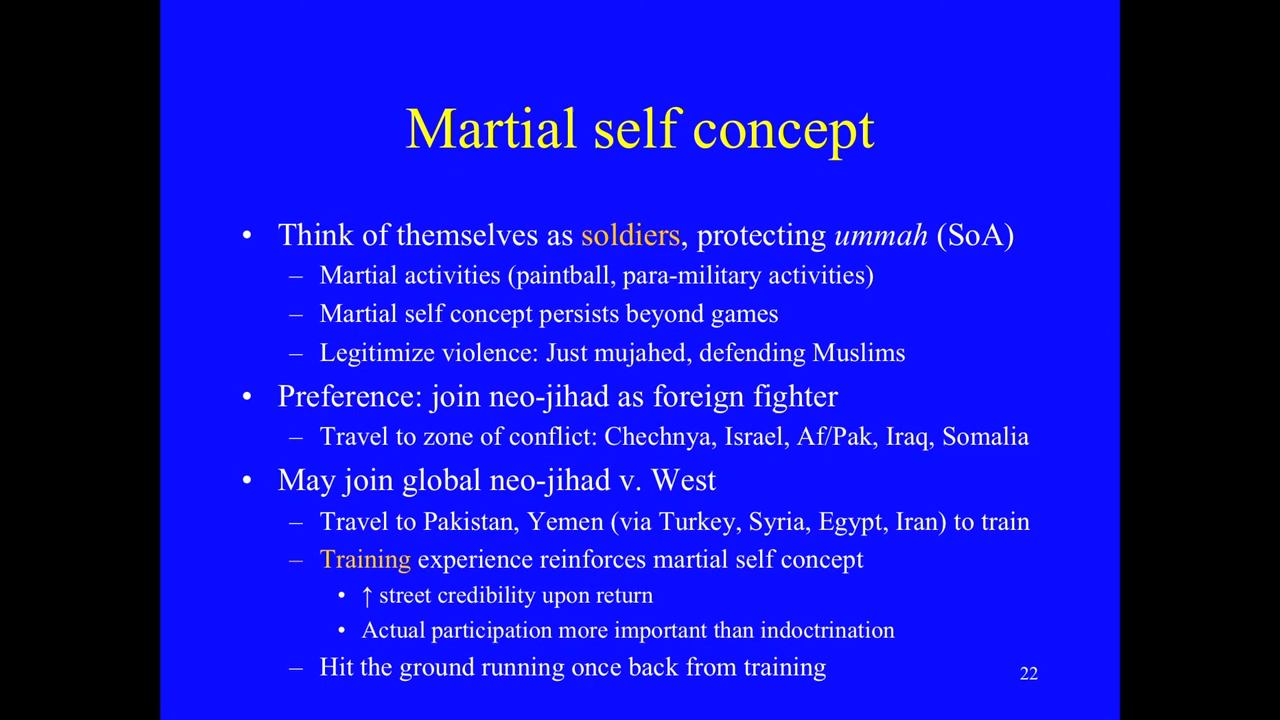 Martial self concept
• Think of themselves as soldiers, protecting ummah (SoA)
– Martial activities (paintball, para-military activities)
– Martial self concept persists beyond games
– Legitimize violence: Just mujahed, defending Muslims
• Preference: join neo-jihad as foreign fighter
– Travel to zone of conflict: Chechnya, Israel, Af/Pak, Iraq, Somalia
• May join global neo-jihad v. West
– Travel to Pakistan, Yemen (via Turkey, Syria, Egypt, Iran) to train
– Training experience reinforces martial self concept
• ↑ street credibility upon return
• Actual participation more important than indoctrination
– Hit the ground running once back from training
22